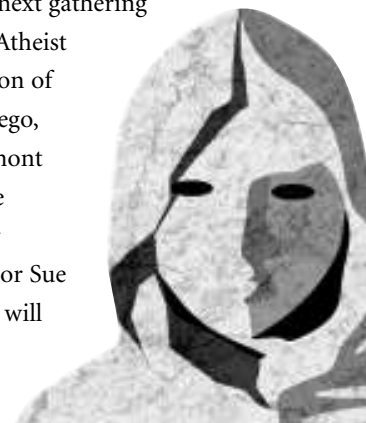 next gathering
Atheist
on of
ego,
mont
e
or Sue
will